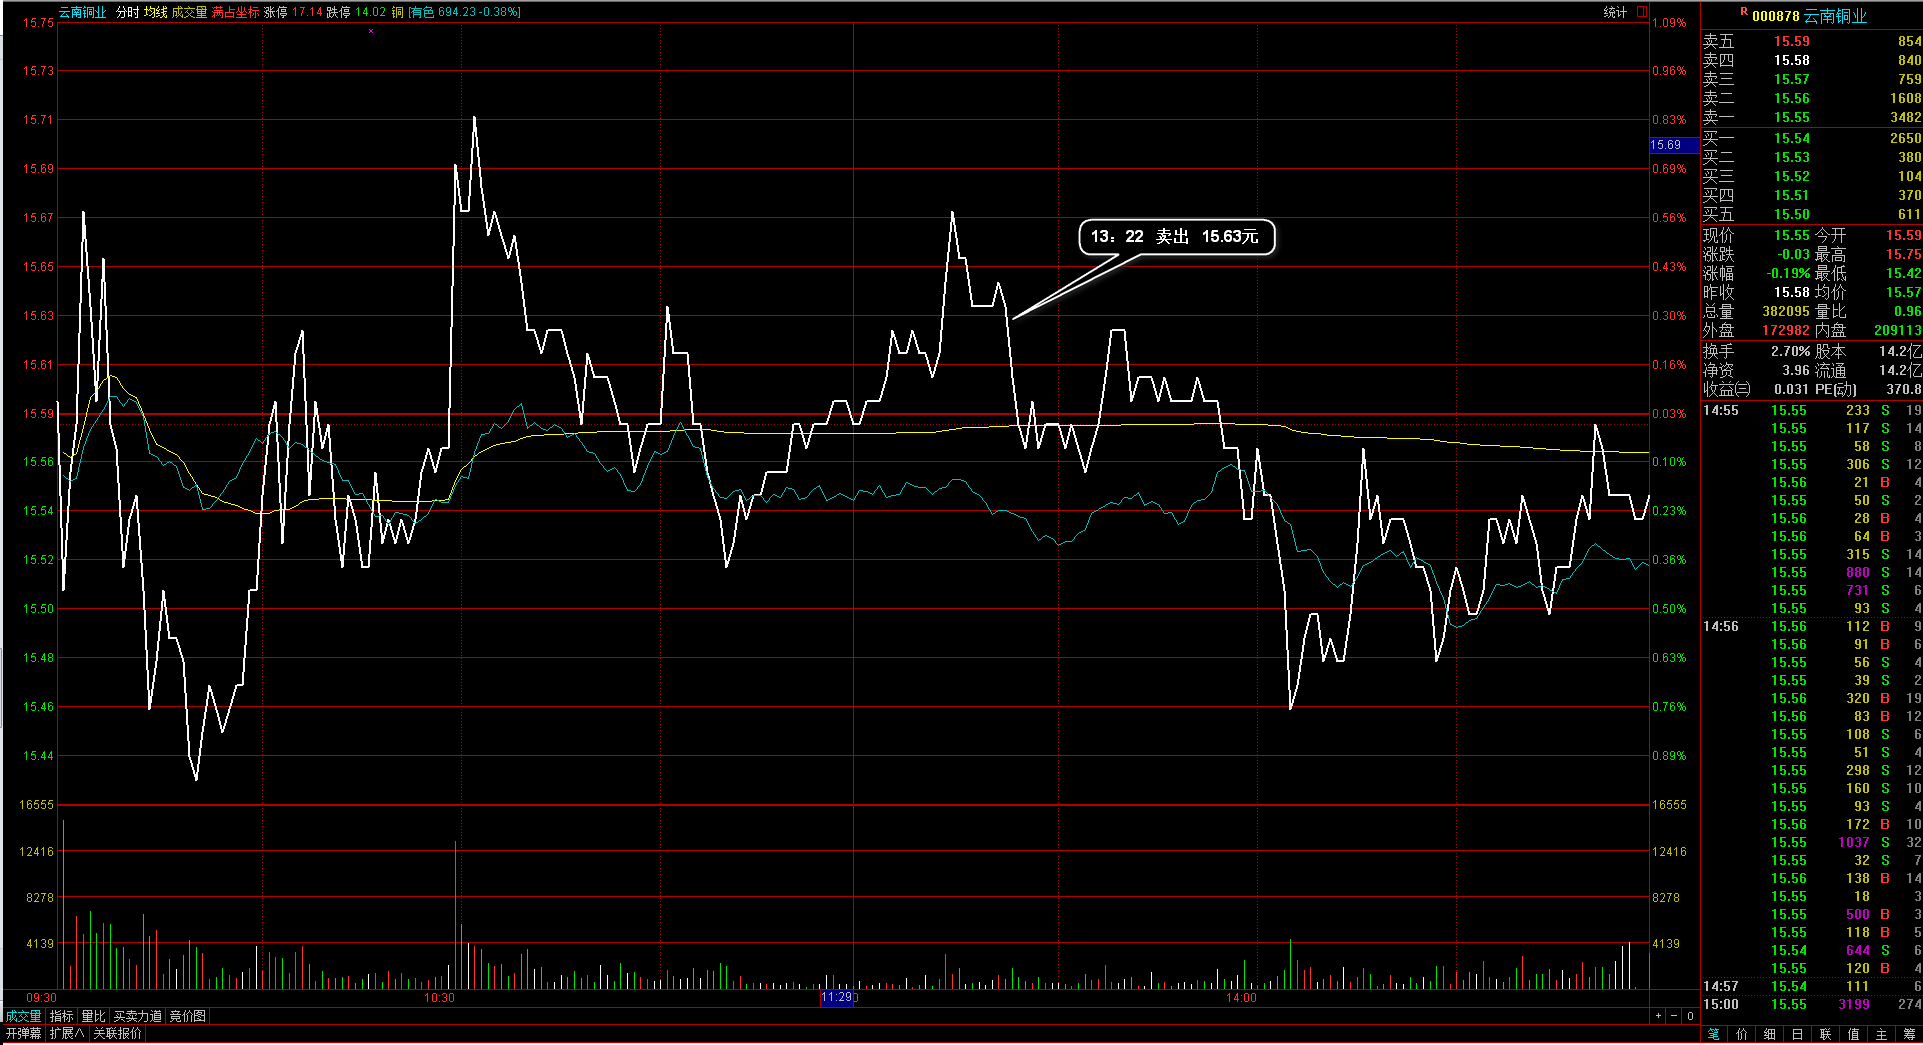 云南铜业 分时 均线 成交量 满占坐标 涨停 17.14 跌停 14.02 铜 [有色 694.23 -0.38%]
统计
15.75
15.73
15.71
15.69
15.67
15.65
15.63
15.61
15.59
15.56
15.54
15.52
15.50
15.48
15.46
15.44
16555
12416
8278
4139
13：22 卖出 15.63元
1.09%
0.96%
0.83%
15.69
0.69%
0.56%
0.43%
0.30%
0.16%
0.03%
0.10%
0.23%
0.36%
0.50%
0.63%
0.76%
0.89%
16555
12416
8278
4139
09:30 10:30 11:29 14:00
成交量 指标 量比 买卖力道 竞价图
+ − 0
开弹幕 扩展∧ 关联报价
R 000878 云南铜业
卖五 15.59 854
卖四 15.58 840
卖三 15.57 759
卖二 15.56 1608
卖一 15.55 3482
买一 15.54 2650
买二 15.53 380
买三 15.52 104
买四 15.51 370
买五 15.50 611
现价 15.55 今开 15.59
涨跌 -0.03 最高 15.75
涨幅 -0.19% 最低 15.42
昨收 15.58 均价 15.57
总量 382095 量比 0.96
外盘 172982 内盘 209113
换手 2.70% 股本 14.2亿
净资 3.96 流通 14.2亿
收益㈢ 0.031 PE(动) 370.8
14:55 15.55 233 S 19
15.55 117 S 14
15.55 58 S 8
15.55 306 S 12
15.56 21 B 4
15.55 50 S 2
15.56 28 B 4
15.56 64 B 3
15.55 315 S 14
15.55 880 S 14
15.55 731 S 6
15.55 93 S 4
14:56 15.56 112 B 9
15.56 91 B 6
15.55 56 S 4
15.55 39 S 2
15.56 320 B 19
15.56 83 B 12
15.55 108 S 6
15.55 51 S 4
15.55 298 S 12
15.55 160 S 10
15.55 93 S 4
15.56 172 B 10
15.55 1037 S 32
15.55 32 S 7
15.56 138 B 14
15.55 18 3
15.55 500 B 3
15.55 118 B 5
15.54 644 S 6
15.55 120 B 4
14:57 15.54 111 6
15:00 15.55 3199 274
笔 价 细 日 联 值 主 筹